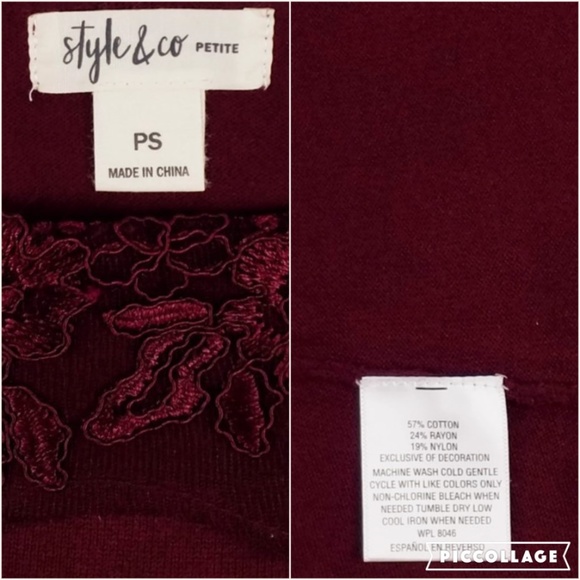 style & co PETITE
PS
MADE IN CHINA
57% COTTON
24% RAYON
19% NYLON
EXCLUSIVE OF DECORATION
MACHINE WASH COLD GENTLE
CYCLE WITH LIKE COLORS ONLY
NON-CHLORINE BLEACH WHEN
NEEDED TUMBLE DRY LOW
COOL IRON WHEN NEEDED
WPL 8046
ESPAÑOL EN REVERSO
PICCOLLAGE